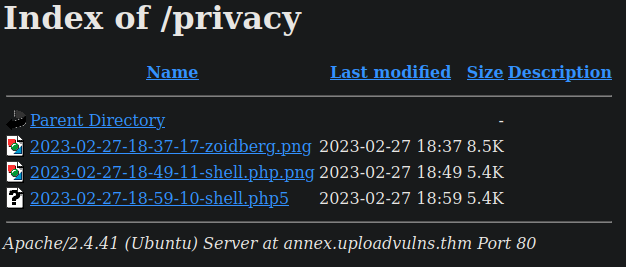 Index of /privacy
Name Last modified Size Description
Parent Directory -
2023-02-27-18-37-17-zoidberg.png 2023-02-27 18:37 8.5K
2023-02-27-18-49-11-shell.php.png 2023-02-27 18:49 5.4K
2023-02-27-18-59-10-shell.php5 2023-02-27 18:59 5.4K
Apache/2.4.41 (Ubuntu) Server at annex.uploadvulns.thm Port 80